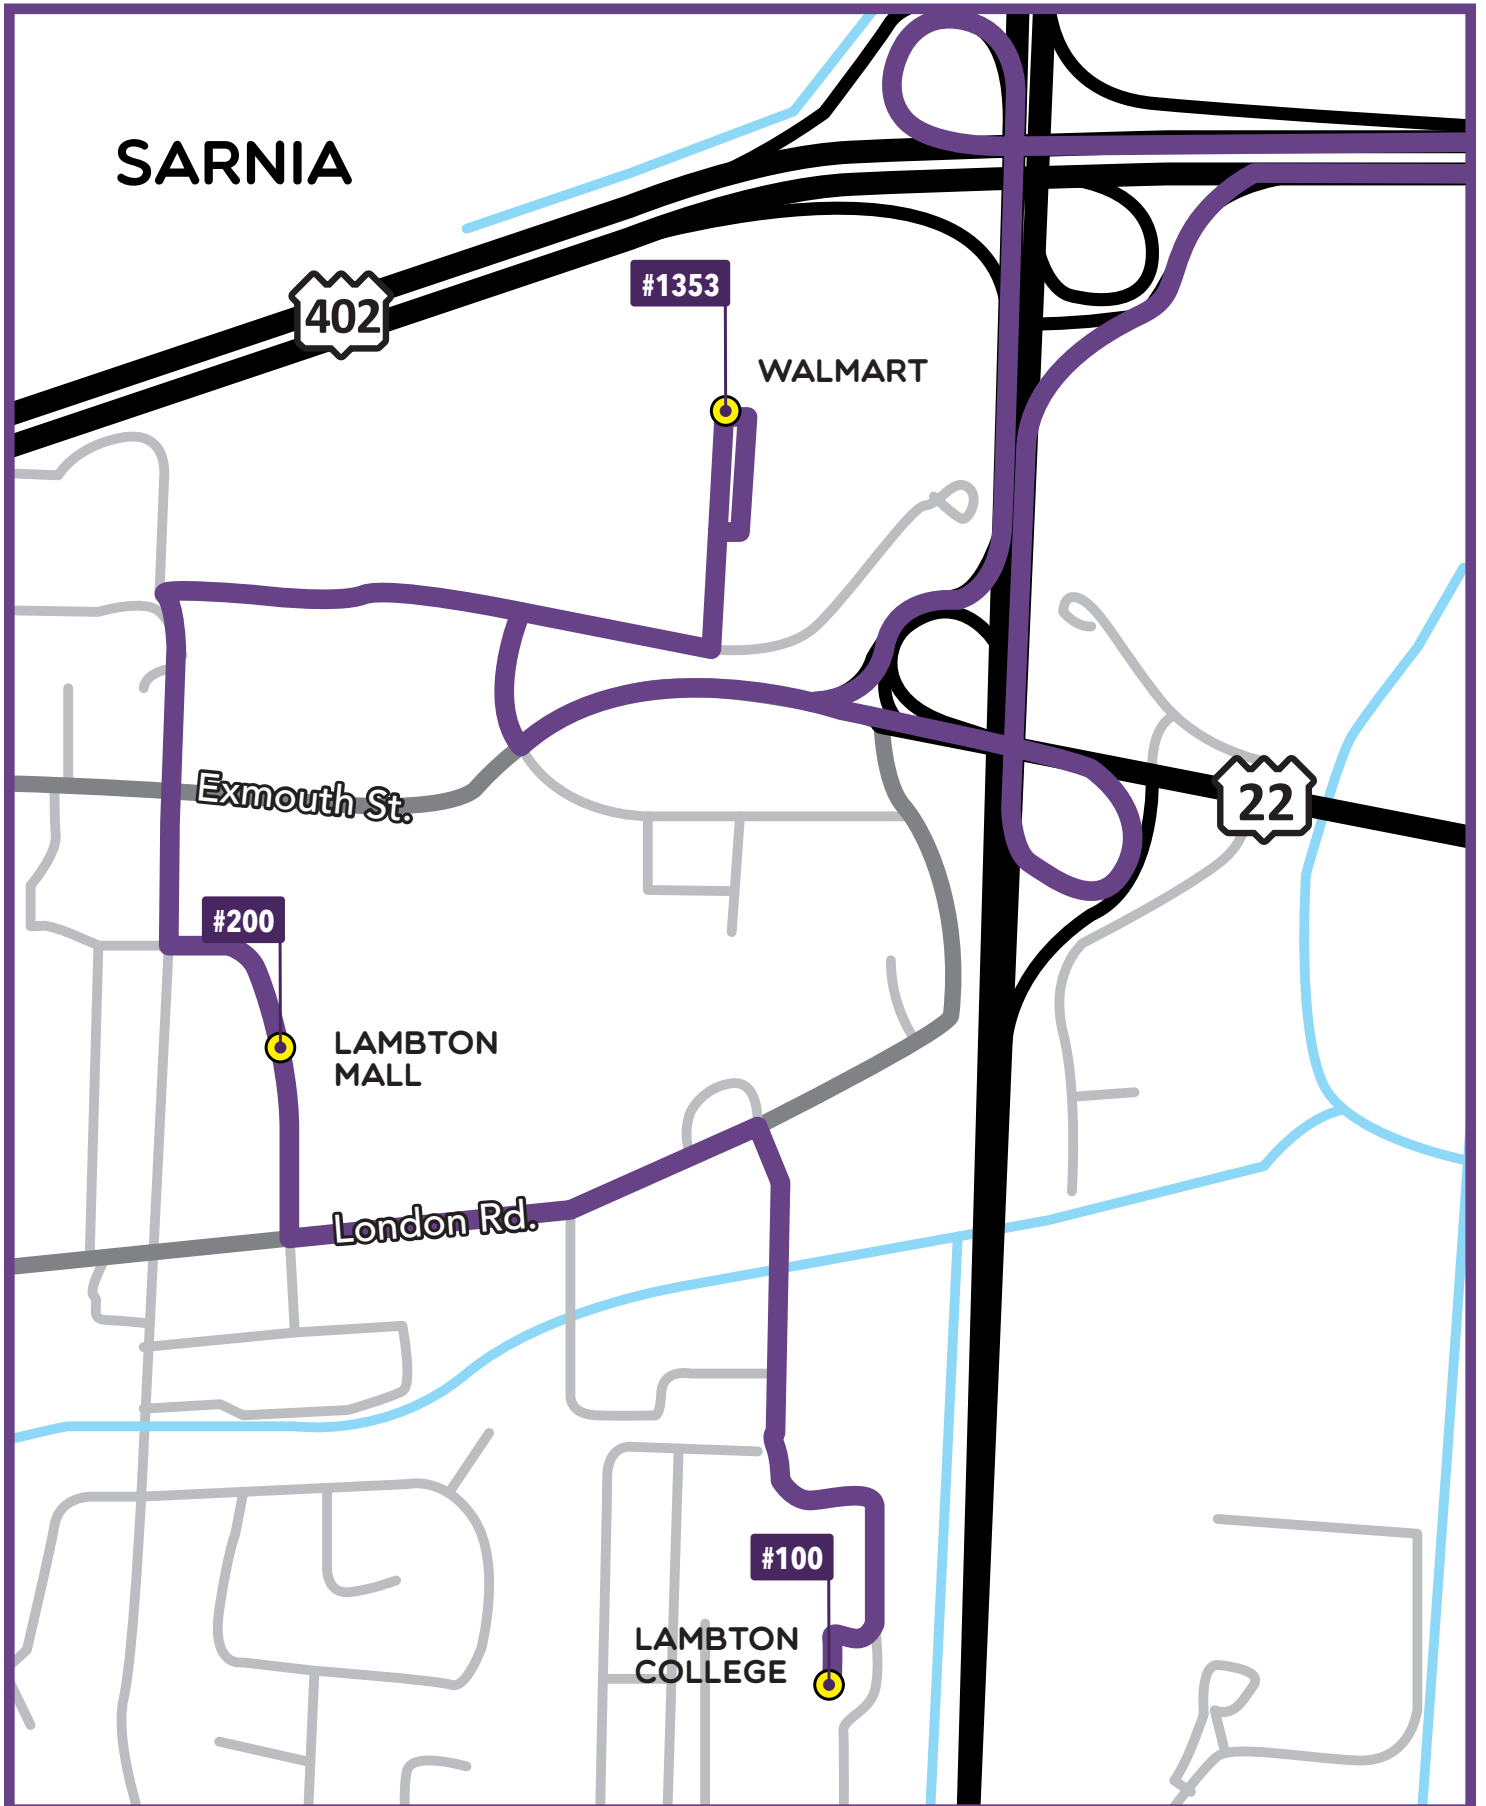 SARNIA
402
#1353
WALMART
Exmouth St.
22
#200
LAMBTON
MALL
London Rd.
#100
LAMBTON
COLLEGE